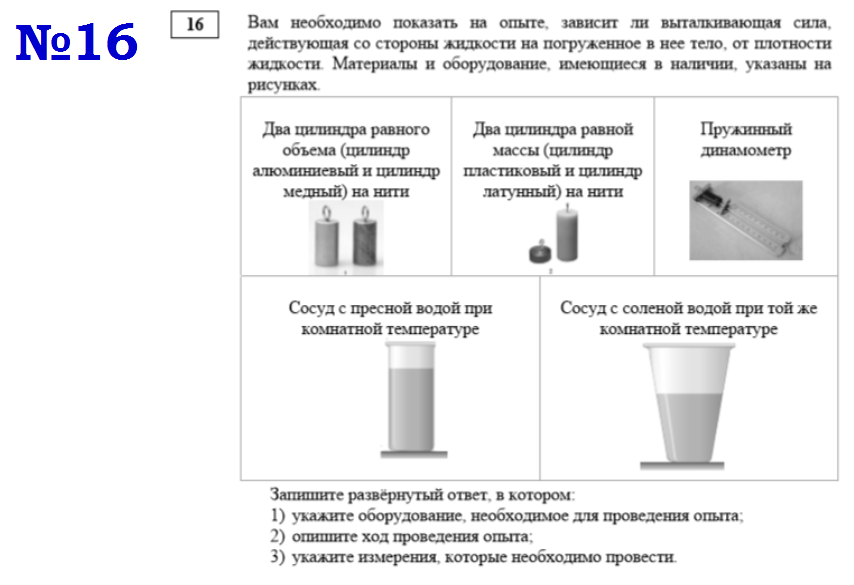 №16
16
Вам необходимо показать на опыте, зависит ли выталкивающая сила,
действующая со стороны жидкости на погруженное в нее тело, от плотности
жидкости. Материалы и оборудование, имеющиеся в наличии, указаны на
рисунках.
Два цилиндра равного
объема (цилиндр
алюминиевый и цилиндр
медный) на нити
Два цилиндра равной
массы (цилиндр
пластиковый и цилиндр
латунный) на нити
Пружинный
динамометр
Сосуд с пресной водой при
комнатной температуре
Сосуд с соленой водой при той же
комнатной температуре
Запишите развёрнутый ответ, в котором:
1) укажите оборудование, необходимое для проведения опыта;
2) опишите ход проведения опыта;
3) укажите измерения, которые необходимо провести.